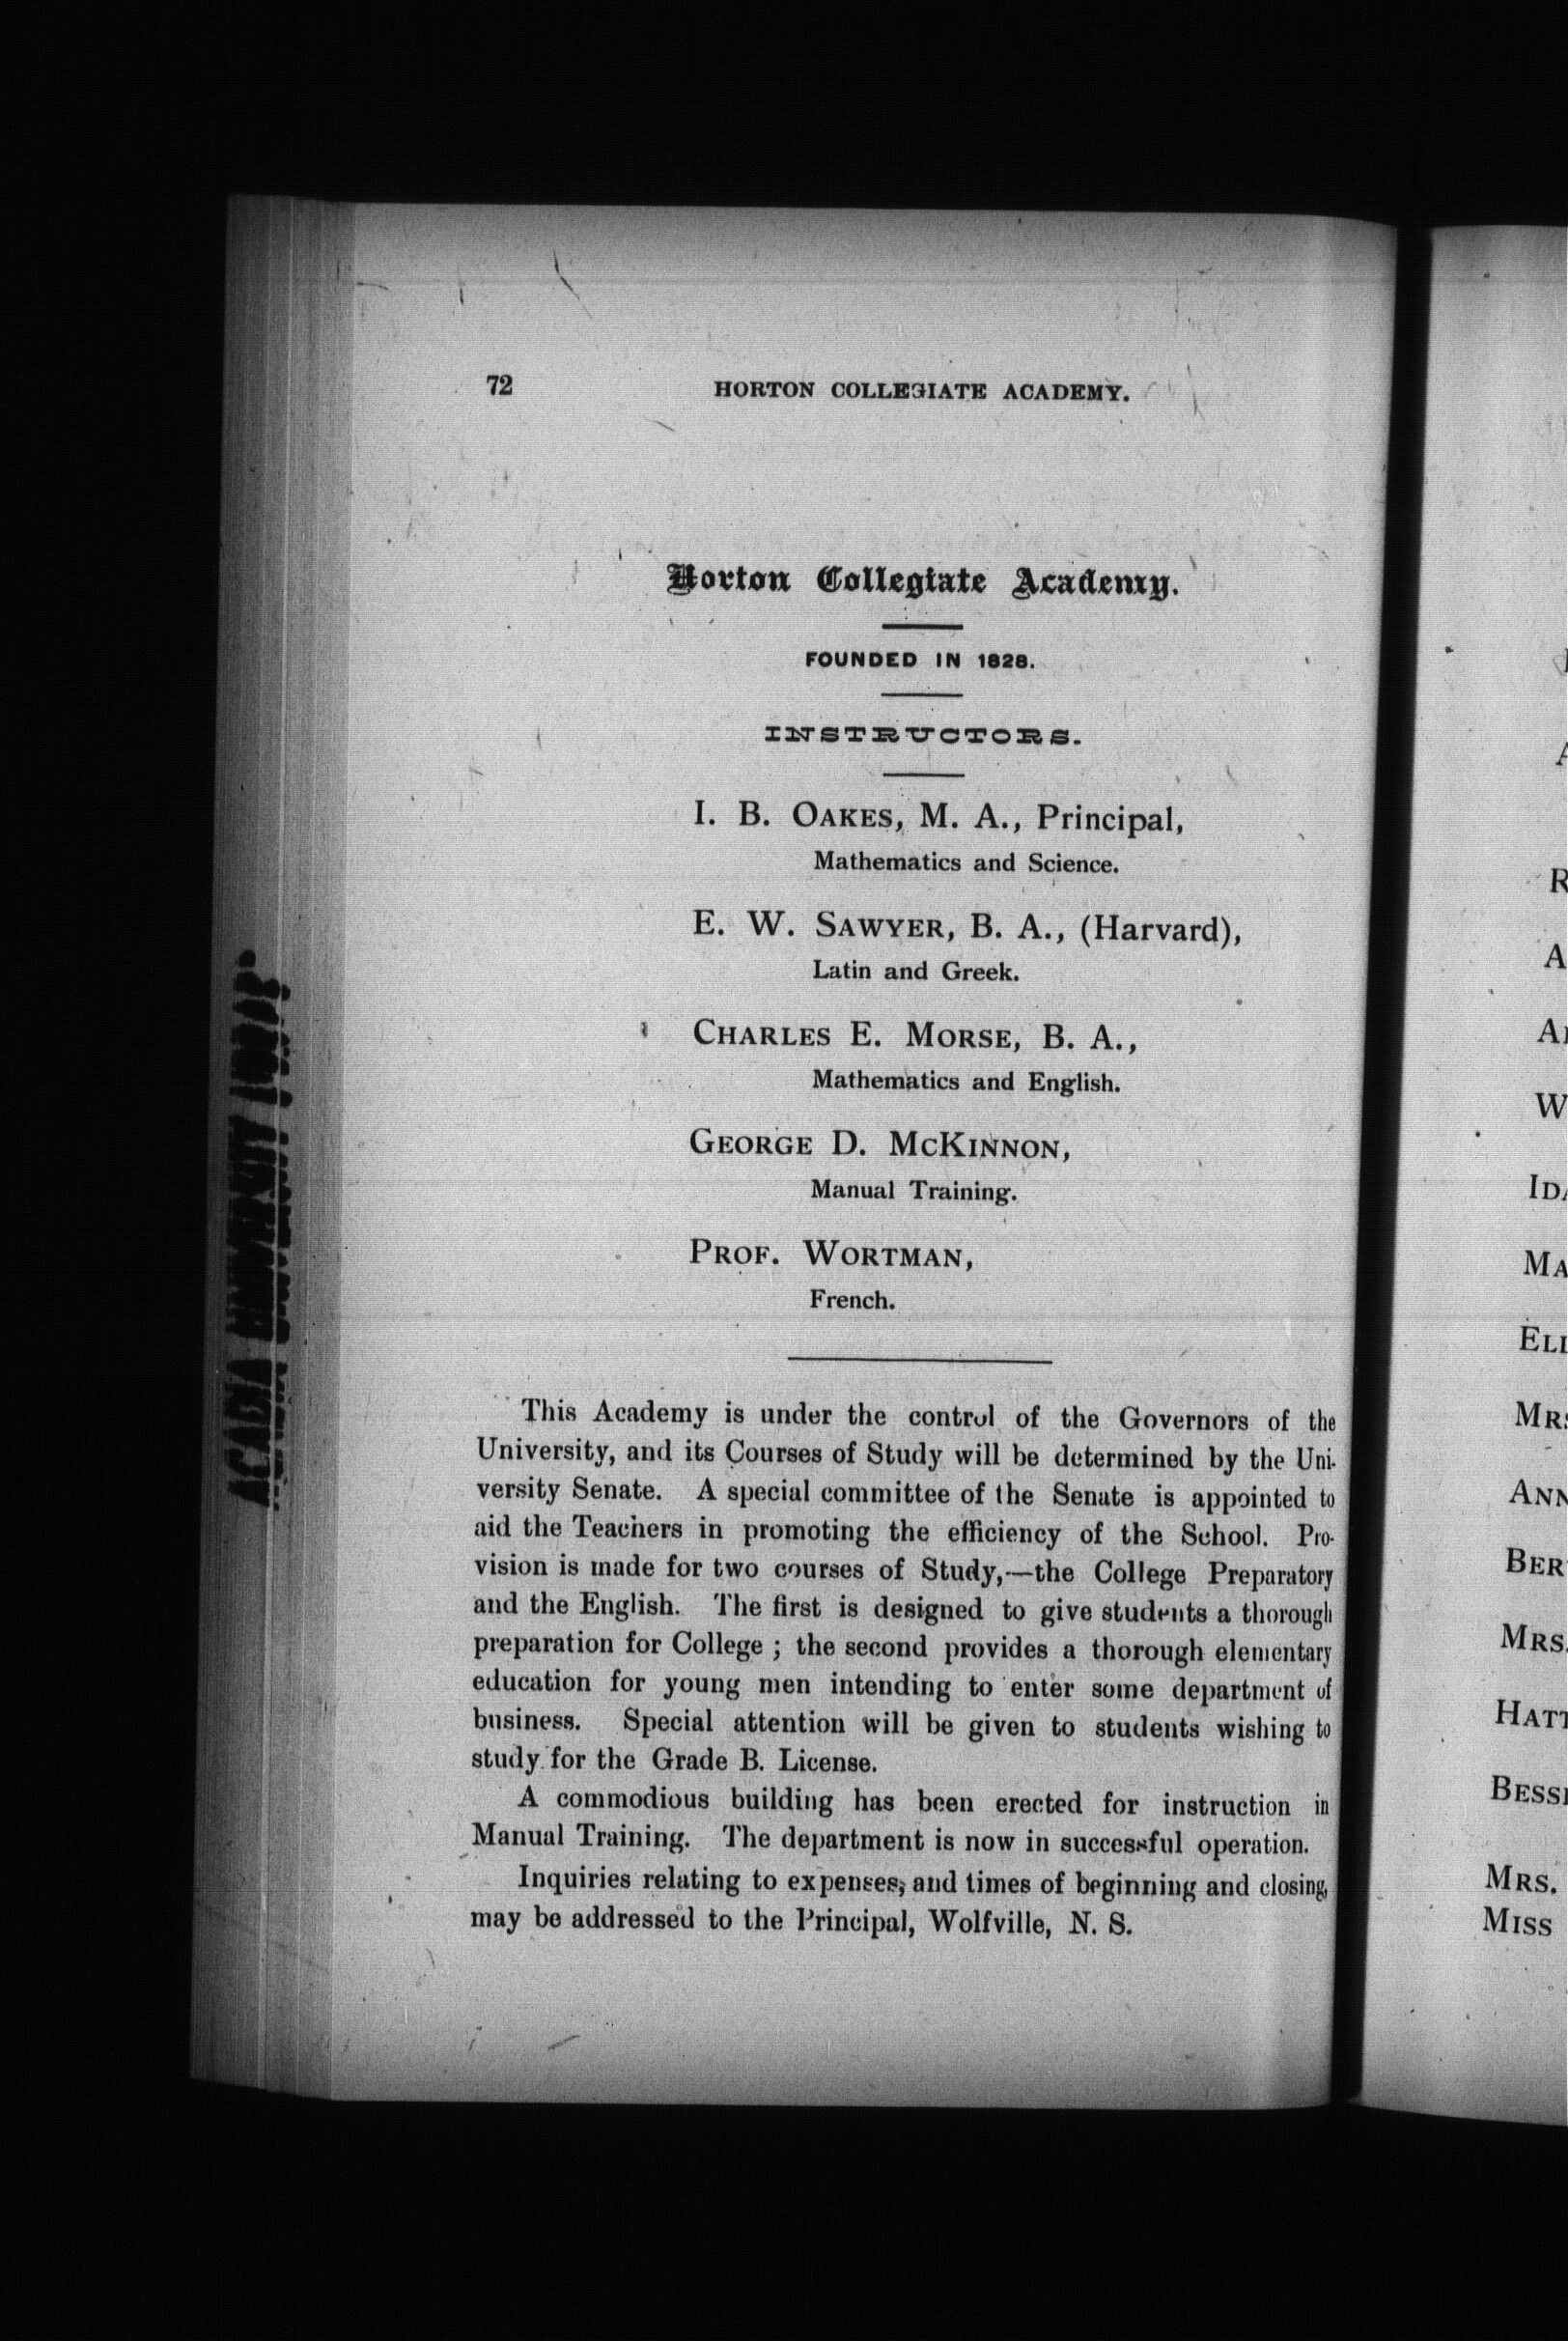 72 HORTON COLLEGIATE ACADEMY.
Horton Collegiate Academy.
FOUNDED IN 1828.
INSTRUCTORS.
I. B. OAKES, M. A., Principal,
Mathematics and Science.
E. W. SAWYER, B. A., (Harvard),
Latin and Greek.
CHARLES E. MORSE, B. A.,
Mathematics and English.
GEORGE D. MCKINNON,
Manual Training.
PROF. WORTMAN,
French.
This Academy is under the control of the Governors of the
University, and its Courses of Study will be determined by the Uni-
versity Senate. A special committee of the Senate is appointed to
aid the Teachers in promoting the efficiency of the School. Pro-
vision is made for two courses of Study,—the College Preparatory
and the English. The first is designed to give students a thorough
preparation for College ; the second provides a thorough elementary
education for young men intending to enter some department of
business. Special attention will be given to students wishing to
study for the Grade B. License.
A commodious building has been erected for instruction in
Manual Training. The department is now in successful operation.
Inquiries relating to expenses, and times of beginning and closing,
may be addressed to the Principal, Wolfville, N. S.
ACADIA UNIVERSITY LIBRARY
R
A
W
MRS.
HATT
MRS.
MISS